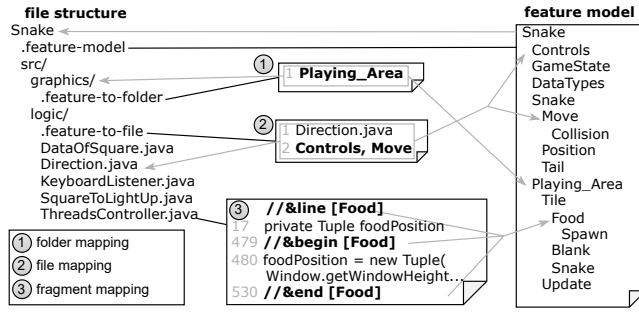 file structure
Snake
.feature-model
src/
graphics/
.feature-to-folder
logic/
.feature-to-file
DataOfSquare.java
Direction.java
KeyboardListener.java
SquareToLightUp.java
ThreadsController.java
1 folder mapping
2 file mapping
3 fragment mapping
1
1 Playing_Area
2
1 Direction.java
2 Controls, Move
3 //&line [Food]
17 private Tuple foodPosition
479 //&begin [Food]
480 foodPosition = new Tuple(
Window.getWindowHeight...
530 //&end [Food]
feature model
Snake
Controls
GameState
DataTypes
Snake
Move
Collision
Position
Tail
Playing_Area
Tile
Food
Spawn
Blank
Snake
Update